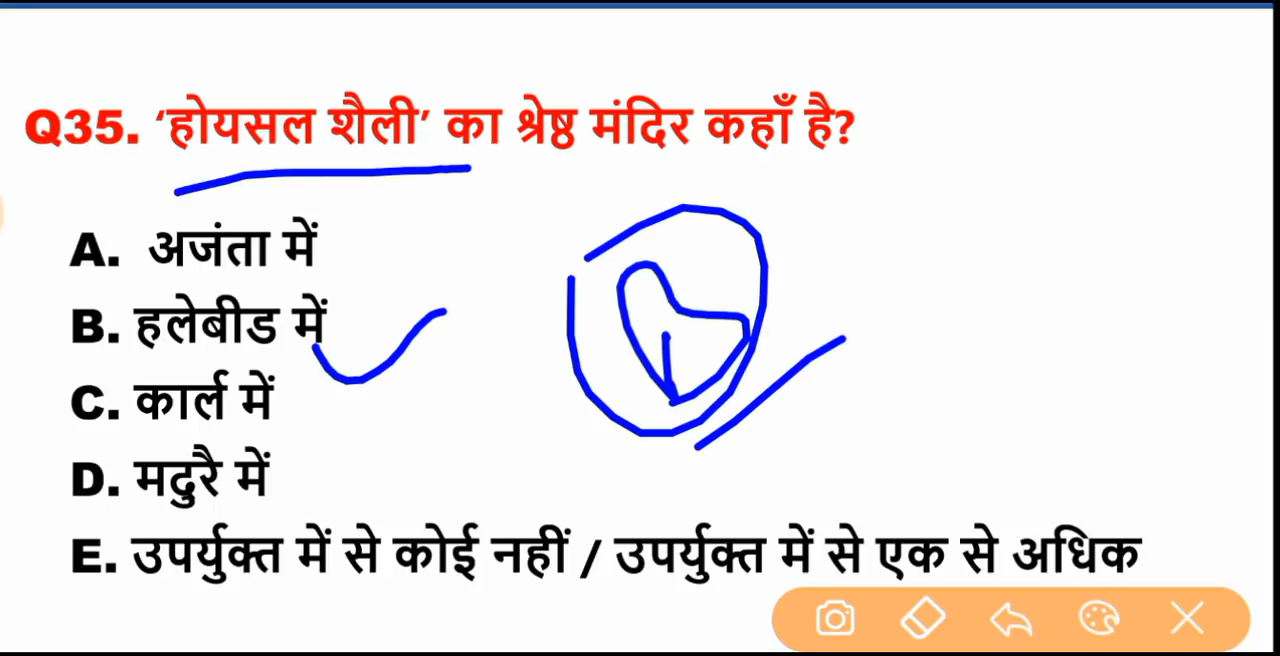 Q35. ‘होयसल शैली’ का श्रेष्ठ मंदिर कहाँ है?
A. अजंता में
B. हलेबीड में
C. कार्ल में
D. मदुरै में
E. उपर्युक्त में से कोई नहीं / उपर्युक्त में से एक से अधिक